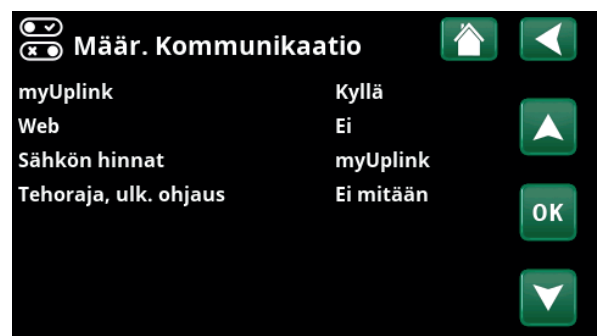 Määr. Kommunikaatio
myUplink Kyllä
Web Ei
Sähkön hinnat myUplink
Tehoraja, ulk. ohjaus Ei mitään
OK